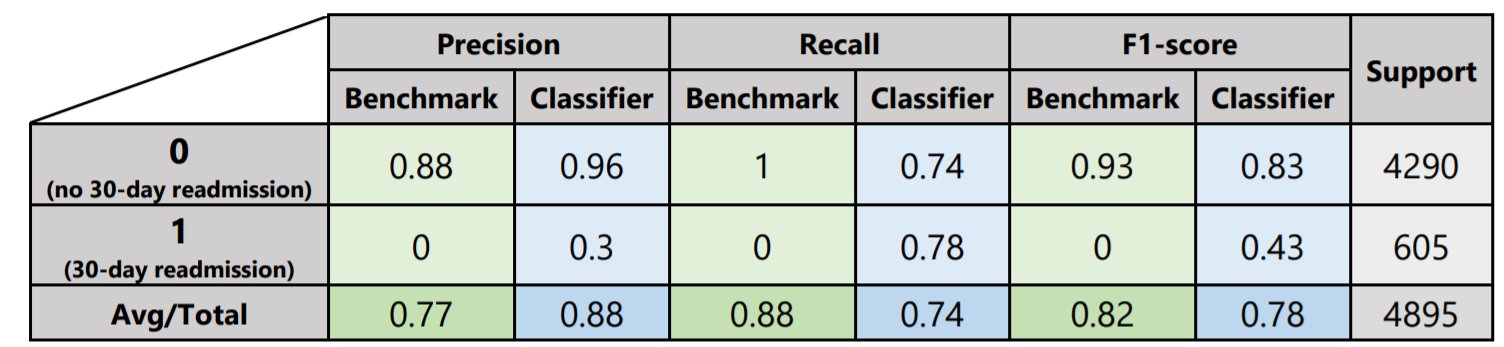 Precision Recall F1-score Support
Benchmark Classifier Benchmark Classifier Benchmark Classifier
0 0.88 0.96 1 0.74 0.93 0.83 4290
(no 30-day readmission)
1 0 0.3 0 0.78 0 0.43 605
(30-day readmission)
Avg/Total 0.77 0.88 0.88 0.74 0.82 0.78 4895